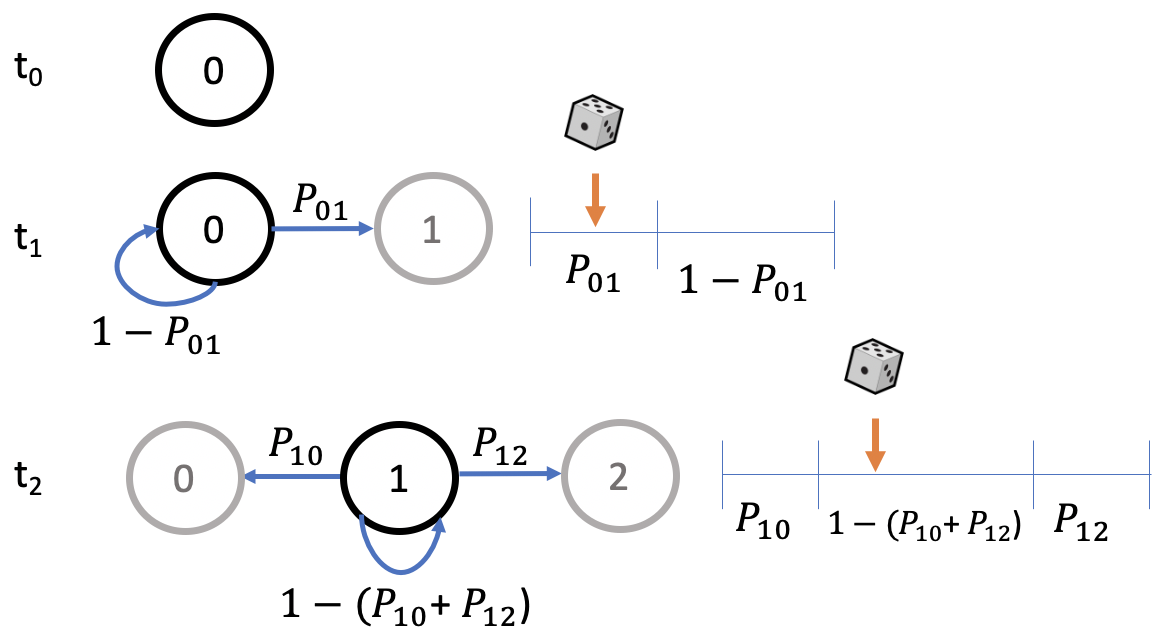 t₀
0
t₁
0
P₀₁
1
1 − P₀₁
P₀₁
1 − P₀₁
t₂
0
P₁₀
1
P₁₂
2
1 − (P₁₀+ P₁₂)
P₁₀
1 − (P₁₀+ P₁₂)
P₁₂